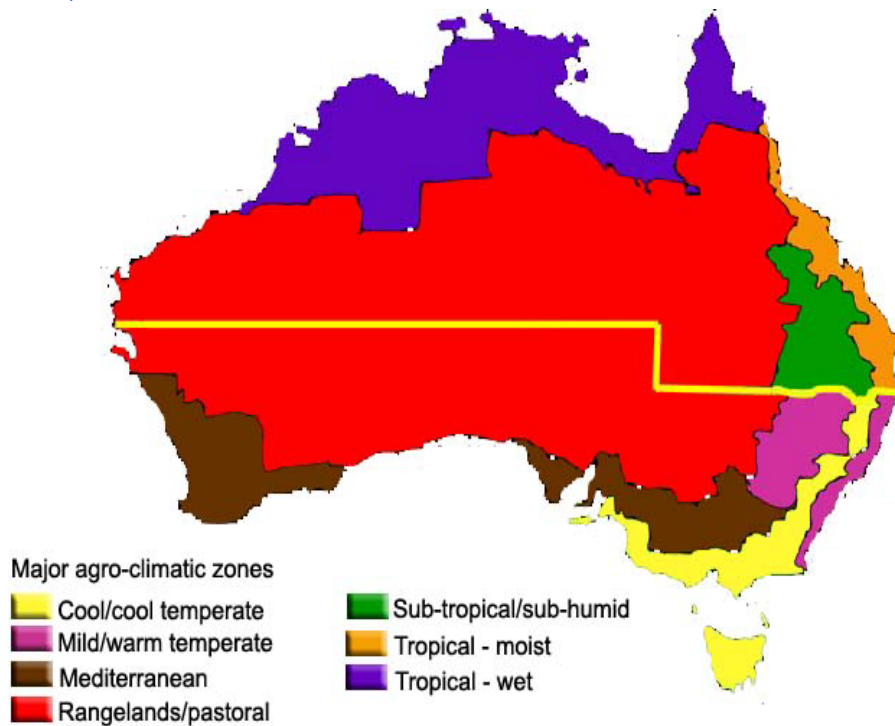 Major agro-climatic zones
Cool/cool temperate
Mild/warm temperate
Mediterranean
Rangelands/pastoral
Sub-tropical/sub-humid
Tropical - moist
Tropical - wet